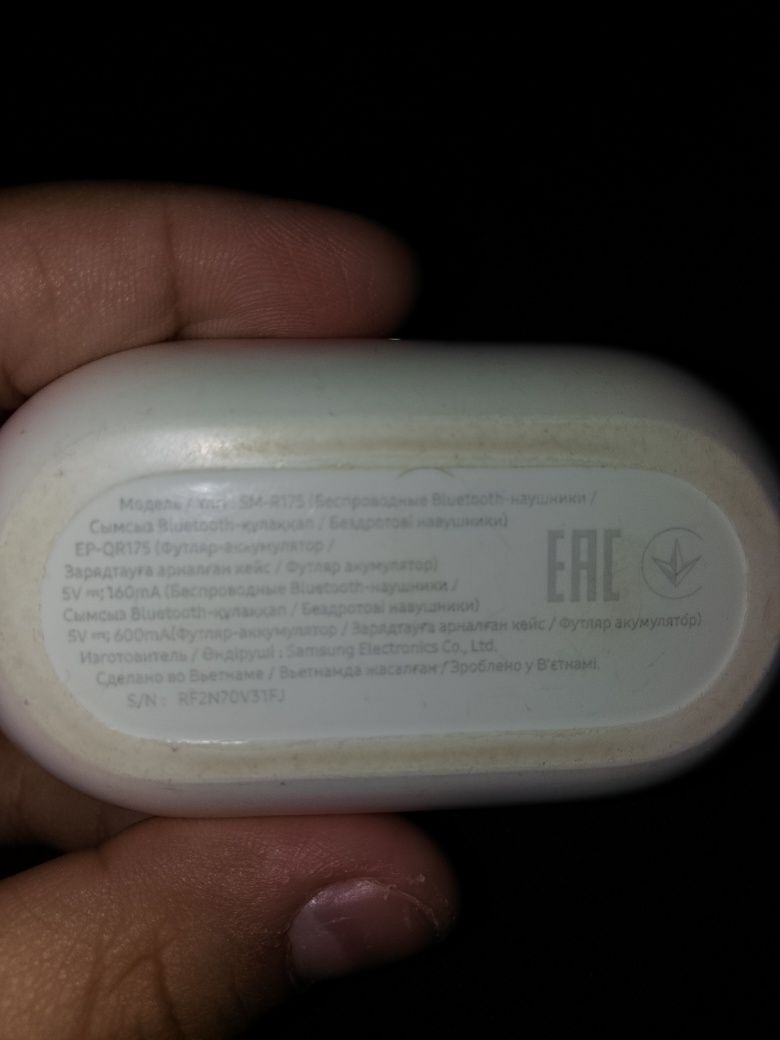 Модель / Үлгі : SM-R175 (Беспроводные Bluetooth-наушники /
Сымсыз Bluetooth-құлаққап / Бездротові навушники)
EP-QR175 (Футляр-аккумулятор /
Зарядтауға арналған кейс / Футляр акумулятор)
5V ⎓; 160mA (Беспроводные Bluetooth-наушники /
Сымсыз Bluetooth-құлаққап / Бездротові навушники)
5V ⎓; 600mA(Футляр-аккумулятор / Зарядтауға арналған кейс / Футляр акумулятор)
Изготовитель / Өндіруші : Samsung Electronics Co., Ltd.
Сделано во Вьетнаме / Вьетнамда жасалған / Зроблено у В'єтнамі.
S/N : RF2N70V31FJ
EAC